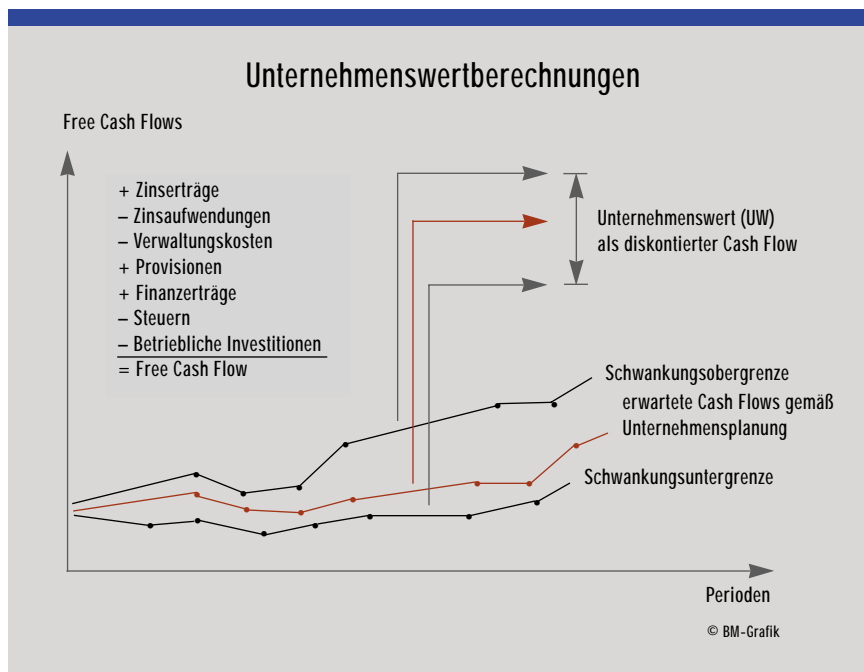 Unternehmenswertberechnungen
Free Cash Flows
+ Zinserträge
– Zinsaufwendungen
– Verwaltungskosten
+ Provisionen
+ Finanzerträge
– Steuern
– Betriebliche Investitionen
= Free Cash Flow
Unternehmenswert (UW)
als diskontierter Cash Flow
Schwankungsobergrenze
erwartete Cash Flows gemäß
Unternehmensplanung
Schwankungsuntergrenze
Perioden
© BM-Grafik